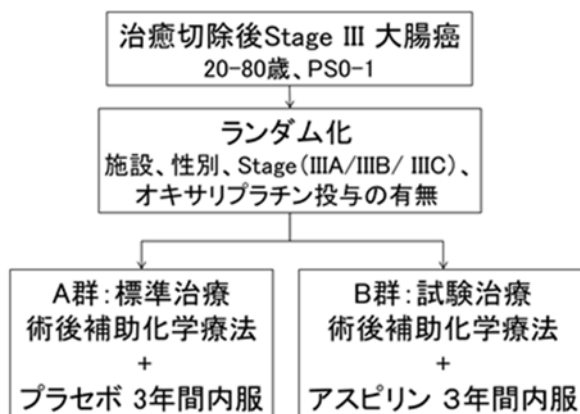 治癒切除後Stage III 大腸癌
20-80歳、PS0-1
ランダム化
施設、性別、Stage(IIIA/IIIB/ IIIC)、
オキサリプラチン投与の有無
A群:標準治療
術後補助化学療法
+
プラセボ 3年間内服
B群:試験治療
術後補助化学療法
+
アスピリン 3年間内服